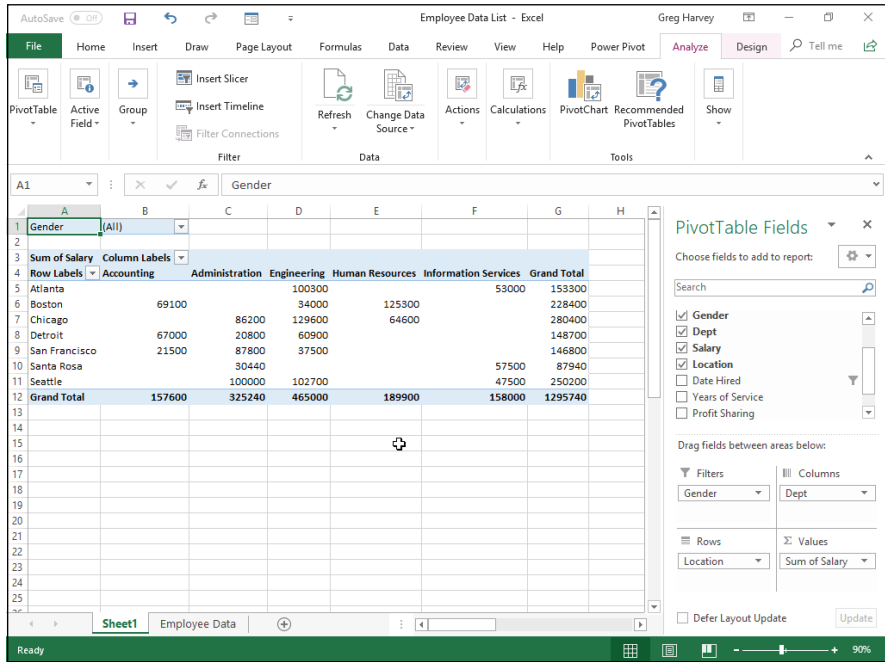 AutoSave Off Employee Data List - Excel Greg Harvey
File Home Insert Draw Page Layout Formulas Data Review View Help Power Pivot Analyze Design Tell me
PivotTable
Active
Field
Group
Insert Slicer
Insert Timeline
Filter Connections
Filter
Refresh
Change Data
Source
Data
Actions
Calculations
PivotChart
Recommended
PivotTables
Tools
Show
A1 fx Gender
A B C D E F G H
1 Gender (All)
2
3 Sum of Salary Column Labels
4 Row Labels Accounting Administration Engineering Human Resources Information Services Grand Total
5 Atlanta 100300 53000 153300
6 Boston 69100 34000 125300 228400
7 Chicago 86200 129600 64600 280400
8 Detroit 67000 20800 60900 148700
9 San Francisco 21500 87800 37500 146800
10 Santa Rosa 30440 57500 87940
11 Seattle 100000 102700 47500 250200
12 Grand Total 157600 325240 465000 189900 158000 1295740
13
14
15
16
17
18
19
20
21
22
23
24
25
PivotTable Fields
Choose fields to add to report:
Search
Gender
Dept
Salary
Location
Date Hired
Years of Service
Profit Sharing
Drag fields between areas below:
Filters
Gender
Columns
Dept
Rows
Location
Σ Values
Sum of Salary
Defer Layout Update Update
Sheet1 Employee Data
Ready 90%